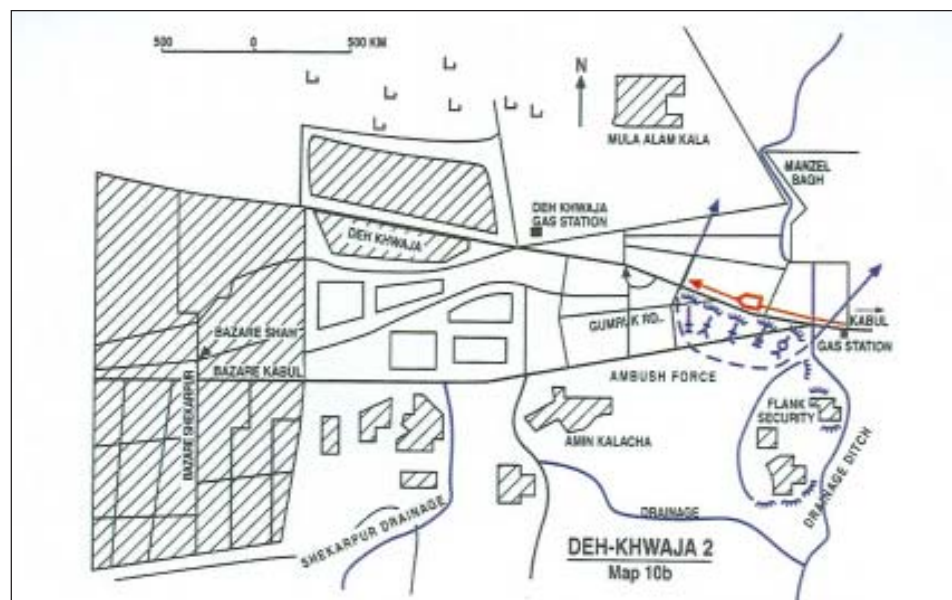 500
0
500 KM
N
MULA ALAM KALA
MANZEL
BAGH
DEH KHWAJA
GAS STATION
DEH KHWAJA
GUMRUK RD..
KABUL
GAS STATION
BAZARE SHAH
BAZARE KABUL
BAZARE SHEKARPUR
AMBUSH FORCE
FLANK
SECURITY
AMIN KALACHA
DRAINAGE DITCH
DRAINAGE
SHEKARPUR DRAINAGE
DEH-KHWAJA 2
Map 10b